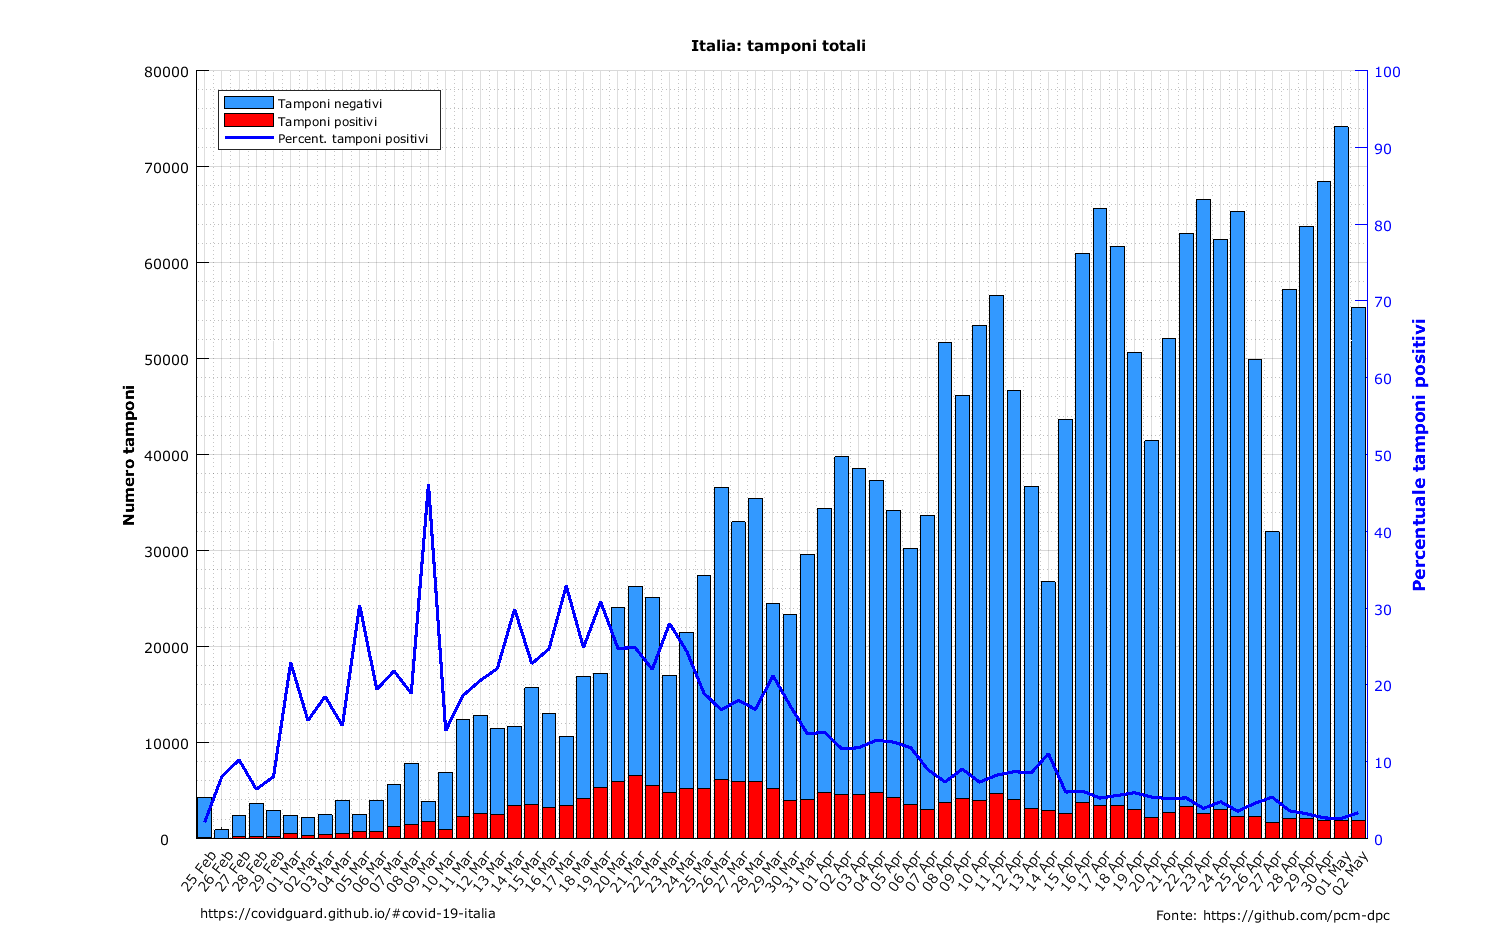 Italia: tamponi totali
Tamponi negativi
Tamponi positivi
Percent. tamponi positivi
80000
70000
60000
50000
40000
30000
20000
10000
0
Numero tamponi
100
90
80
70
60
50
40
30
20
10
0
Percentuale tamponi positivi
25 Feb
26 Feb
27 Feb
28 Feb
29 Feb
01 Mar
02 Mar
03 Mar
04 Mar
05 Mar
06 Mar
07 Mar
08 Mar
09 Mar
10 Mar
11 Mar
12 Mar
13 Mar
14 Mar
15 Mar
16 Mar
17 Mar
18 Mar
19 Mar
20 Mar
21 Mar
22 Mar
23 Mar
24 Mar
25 Mar
26 Mar
27 Mar
28 Mar
29 Mar
30 Mar
31 Mar
01 Apr
02 Apr
03 Apr
04 Apr
05 Apr
06 Apr
07 Apr
08 Apr
09 Apr
10 Apr
11 Apr
12 Apr
13 Apr
14 Apr
15 Apr
16 Apr
17 Apr
18 Apr
19 Apr
20 Apr
21 Apr
22 Apr
23 Apr
24 Apr
25 Apr
26 Apr
27 Apr
28 Apr
29 Apr
30 Apr
01 May
02 May
https://covidguard.github.io/#covid-19-italia
Fonte: https://github.com/pcm-dpc